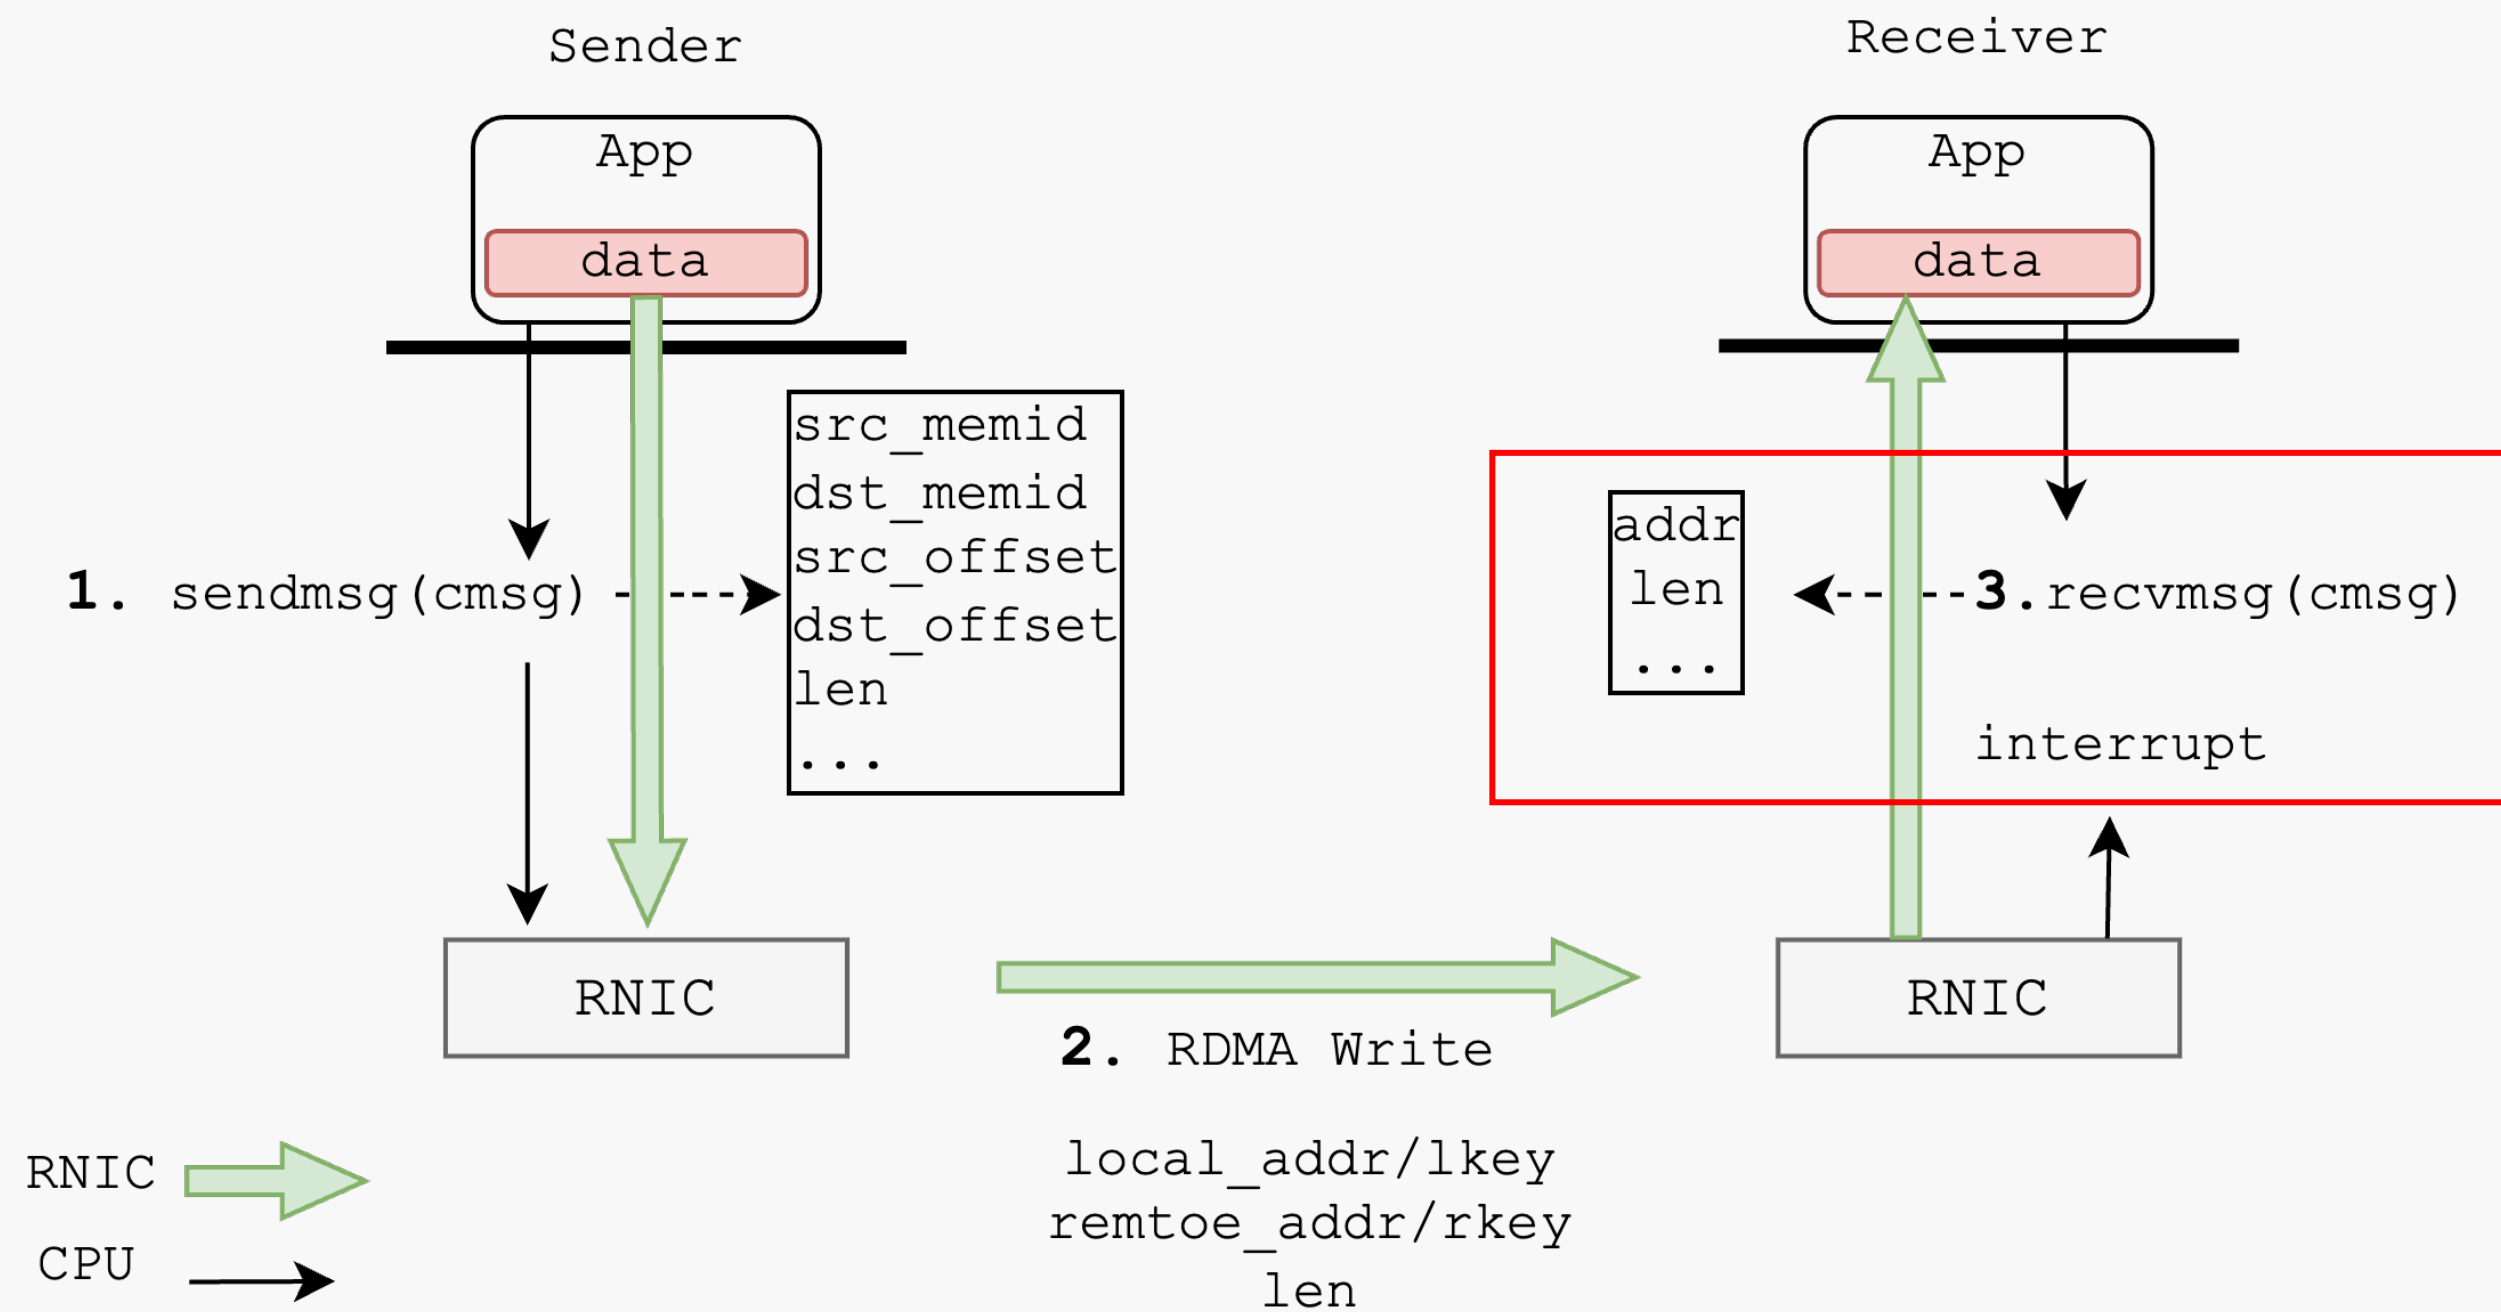 Sender
App
data
1. sendmsg(cmsg)
src_memid
dst_memid
src_offset
dst_offset
len
...
RNIC
2. RDMA Write
local_addr/lkey
remtoe_addr/rkey
len
Receiver
App
data
addr
len
...
3.recvmsg(cmsg)
interrupt
RNIC
RNIC
CPU